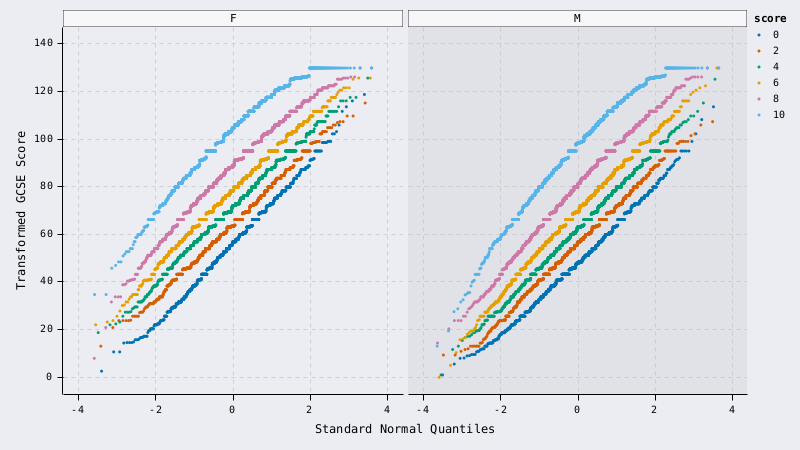 F
M
score
0
2
4
6
8
10
140
120
100
80
60
40
20
0
Transformed GCSE Score
-4 -2 0 2 4
-4 -2 0 2 4
Standard Normal Quantiles